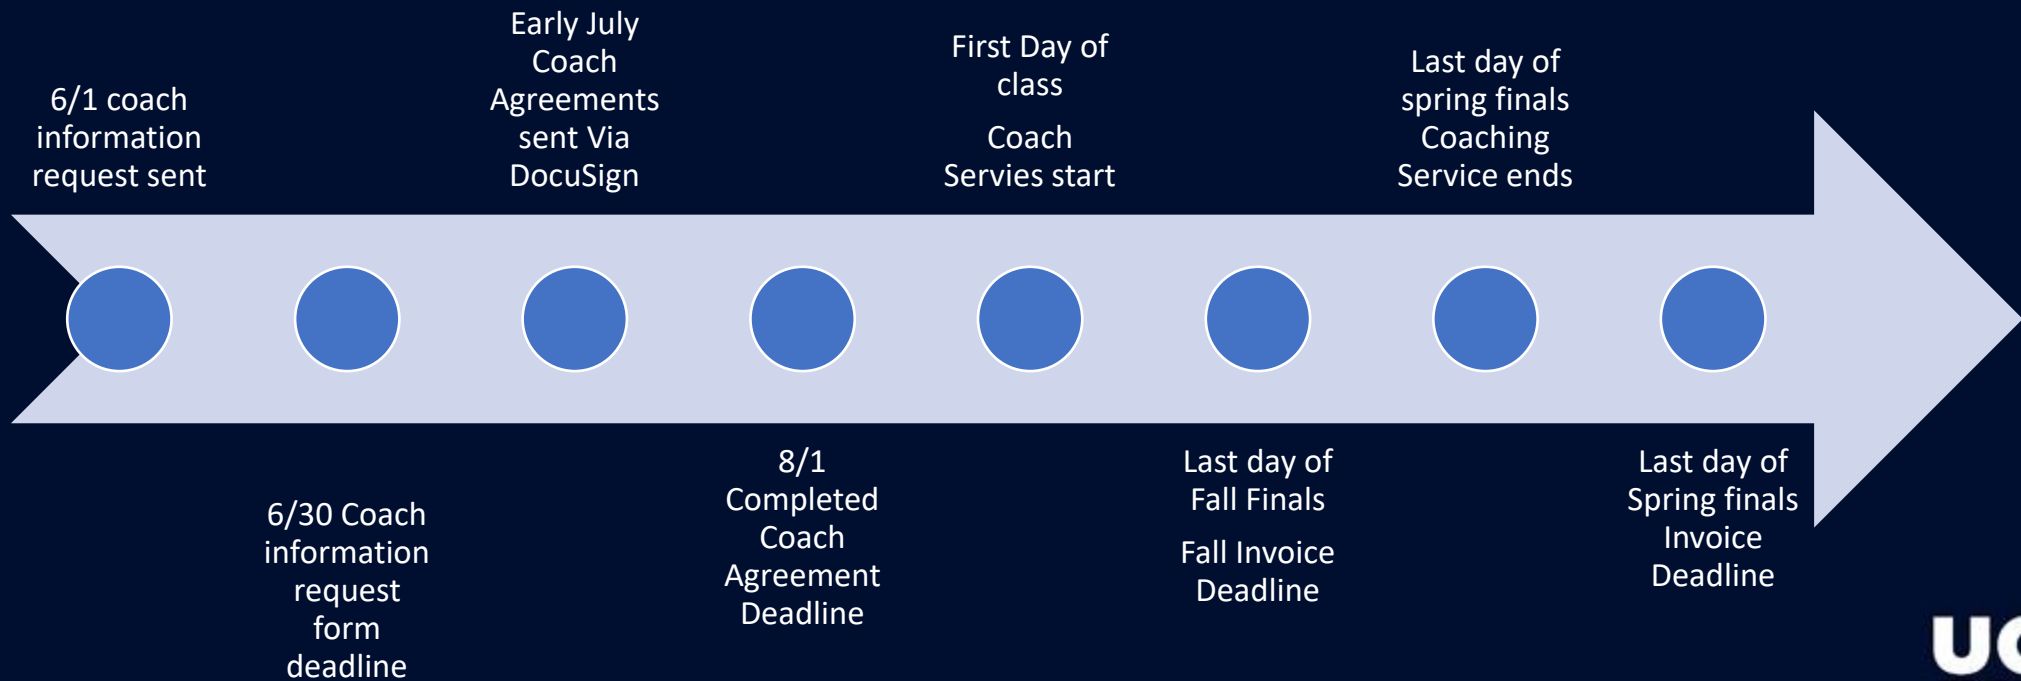 6/1 coach
information
request sent
6/30 Coach
information
request
form
deadline
Early July
Coach
Agreements
sent Via
DocuSign
8/1
Completed
Coach
Agreement
Deadline
First Day of
class
Coach
Servies start
Last day of
Fall Finals
Fall Invoice
Deadline
Last day of
spring finals
Coaching
Service ends
Last day of
Spring finals
Invoice
Deadline